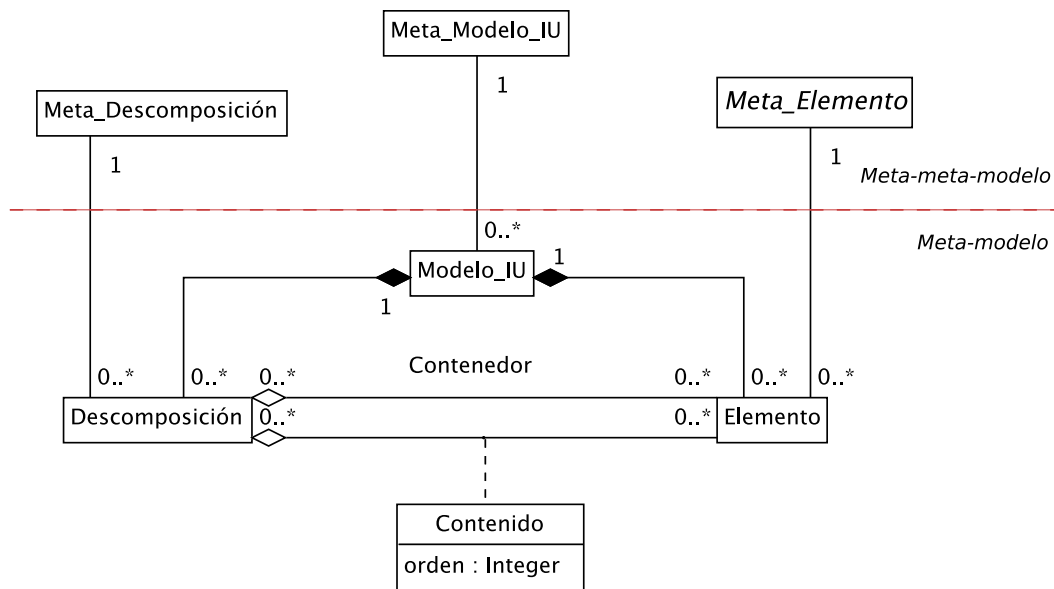 Meta_Modelo_IU
1
Meta_Descomposición
1
Meta_Elemento
1
Meta-meta-modelo
Meta-modelo
0..*
Modelo_IU
1
1
Contenedor
0..*
0..*
0..*
0..*
0..*
0..*
Descomposición
0..*
0..*
Elemento
Contenido
orden : Integer